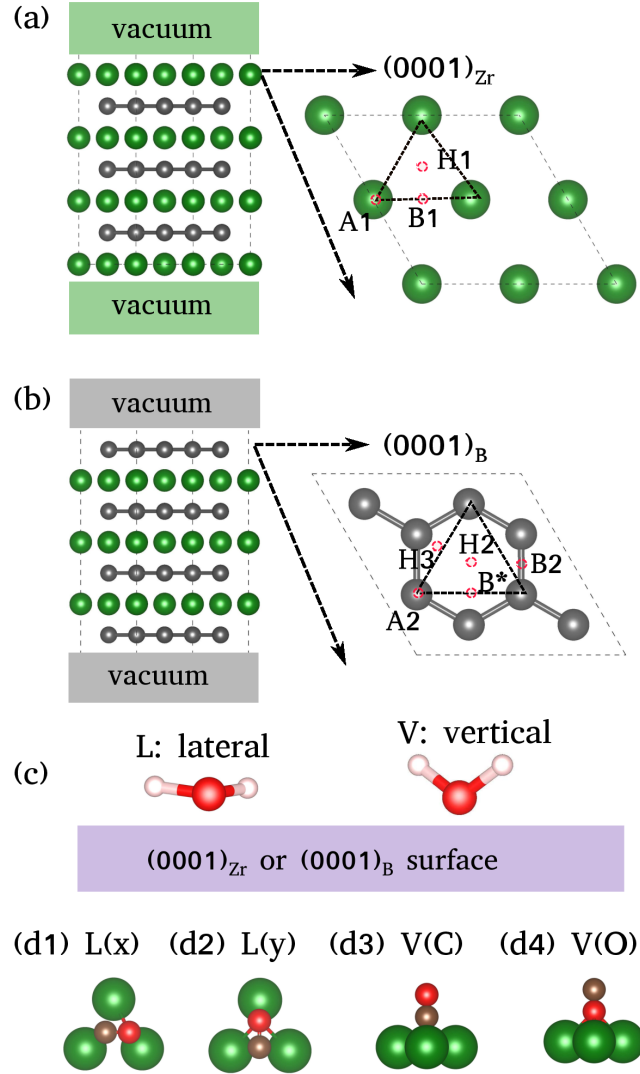 (a)
vacuum
(0001)Zr
H1
A1
B1
vacuum
(b)
vacuum
(0001)B
H3
H2
B2
B*
A2
vacuum
L: lateral
V: vertical
(c)
(0001)Zr or (0001)B surface
(d1) L(x) (d2) L(y) (d3) V(C) (d4) V(O)